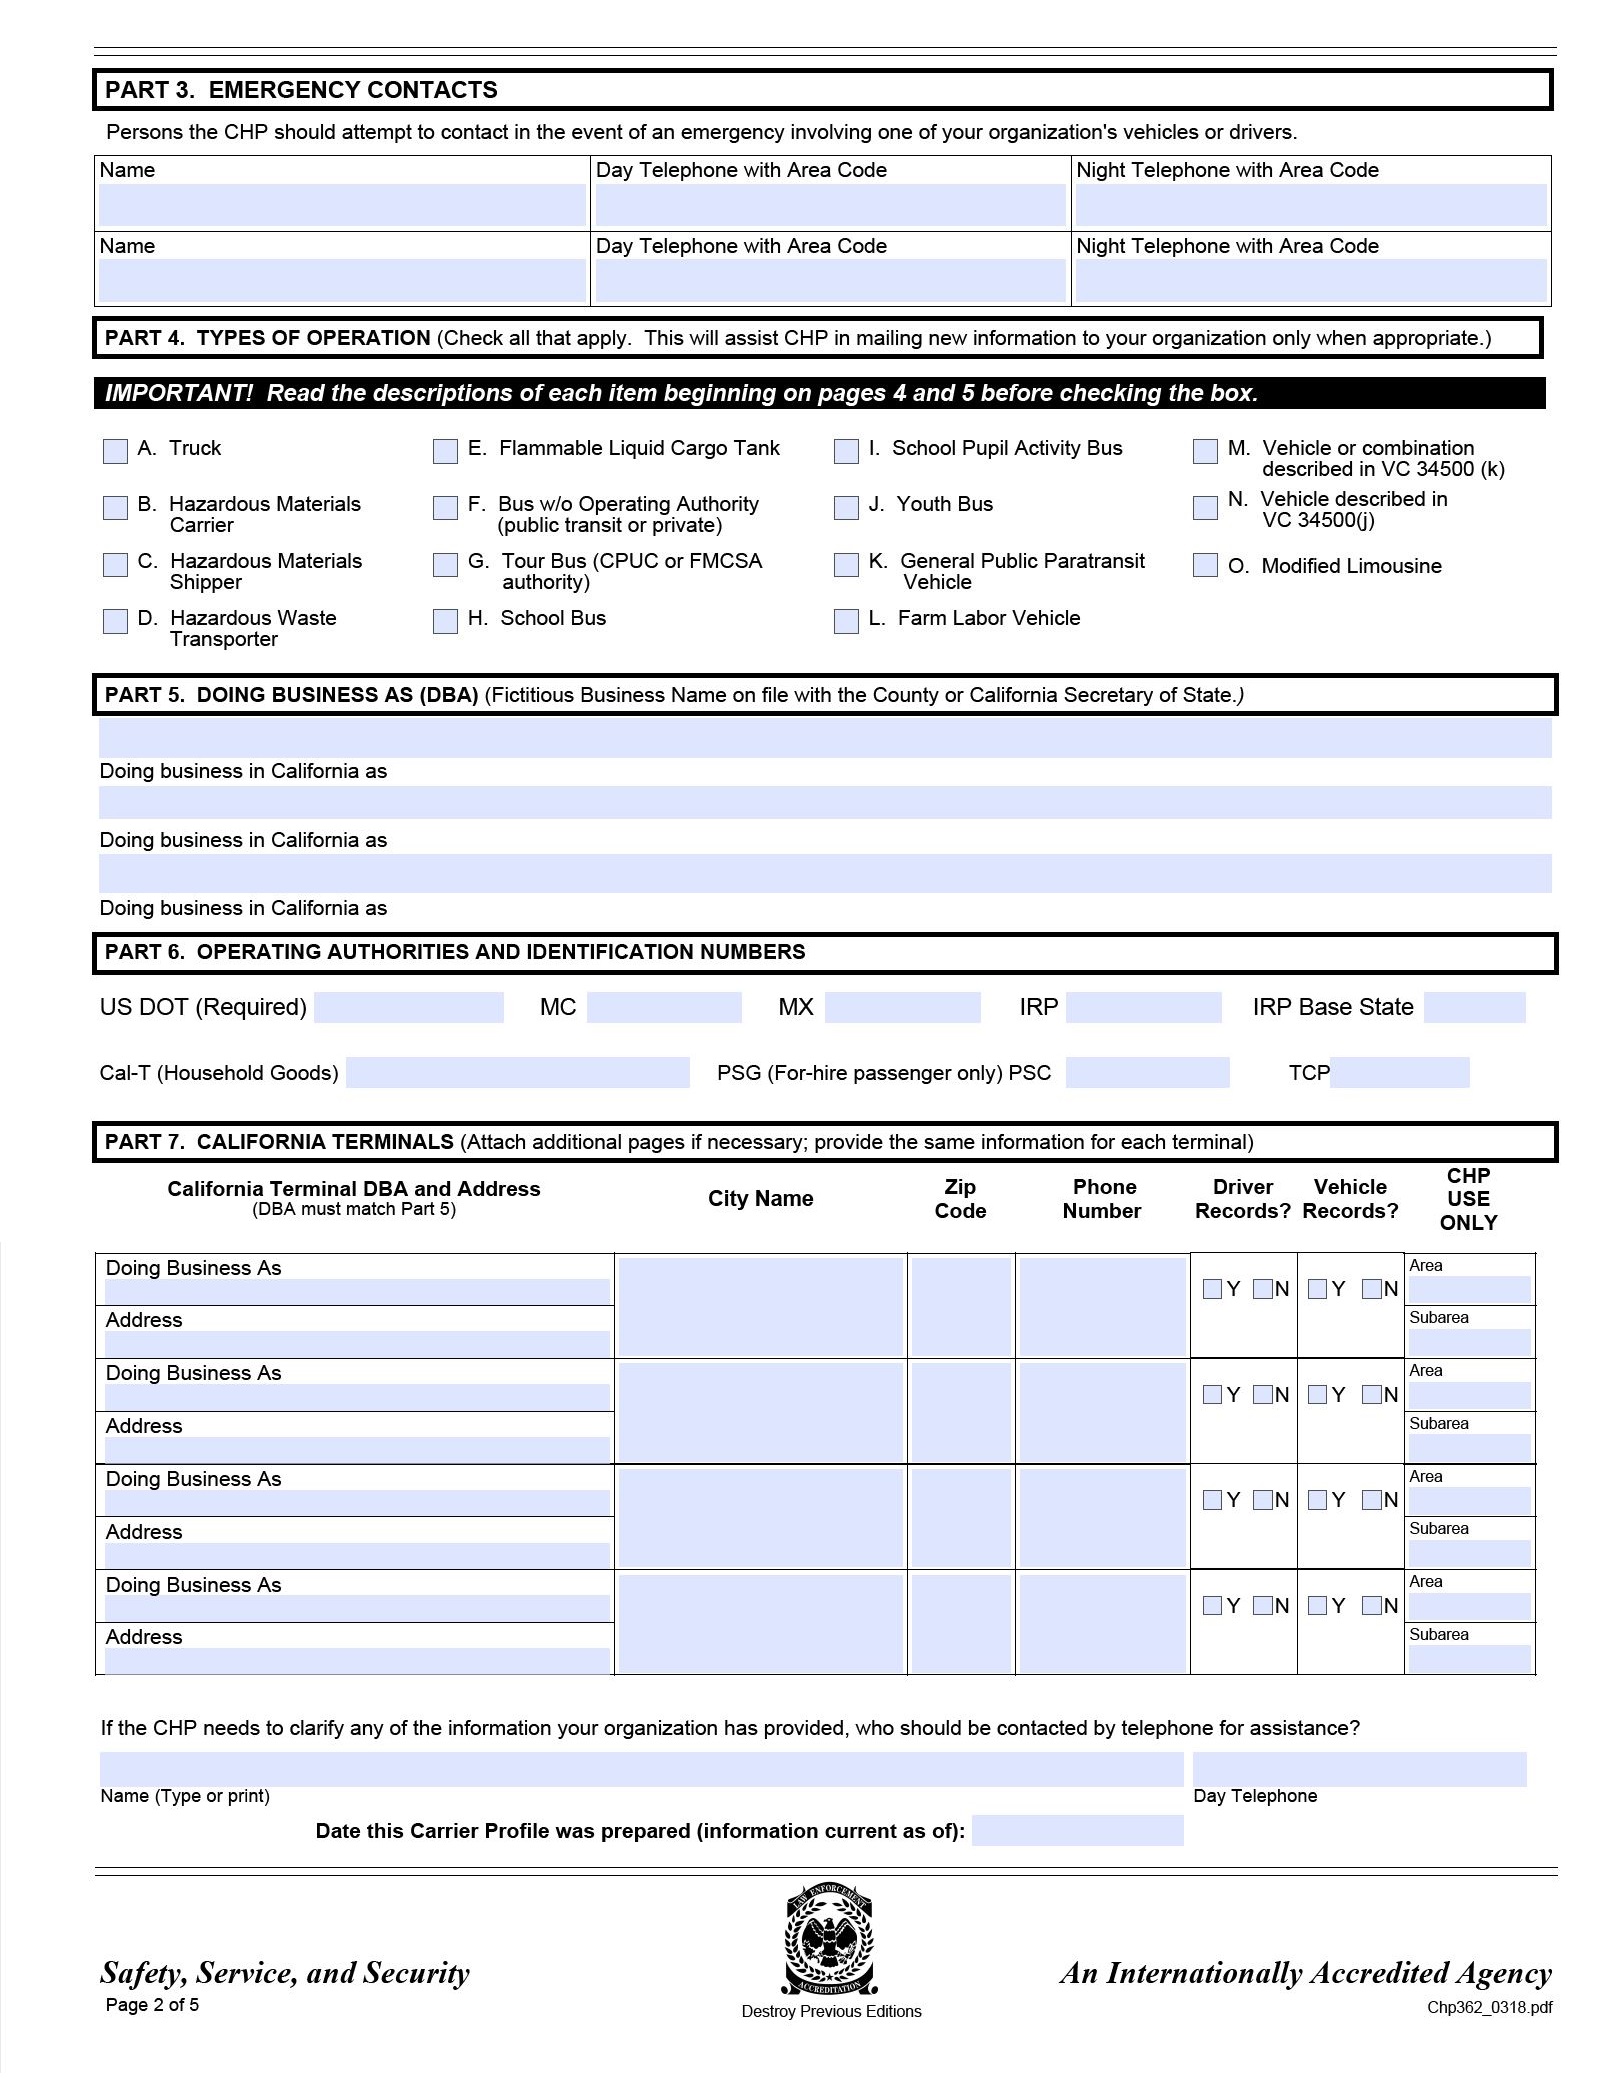 PART 3. EMERGENCY CONTACTS
Persons the CHP should attempt to contact in the event of an emergency involving one of your organization's vehicles or drivers.
Name Day Telephone with Area Code Night Telephone with Area Code
Name Day Telephone with Area Code Night Telephone with Area Code
PART 4. TYPES OF OPERATION (Check all that apply. This will assist CHP in mailing new information to your organization only when appropriate.)
IMPORTANT! Read the descriptions of each item beginning on pages 4 and 5 before checking the box.
A. Truck
B. Hazardous Materials
Carrier
C. Hazardous Materials
Shipper
D. Hazardous Waste
Transporter
E. Flammable Liquid Cargo Tank
F. Bus w/o Operating Authority
(public transit or private)
G. Tour Bus (CPUC or FMCSA
authority)
H. School Bus
I. School Pupil Activity Bus
J. Youth Bus
K. General Public Paratransit
Vehicle
L. Farm Labor Vehicle
M. Vehicle or combination
described in VC 34500 (k)
N. Vehicle described in
VC 34500(j)
O. Modified Limousine
PART 5. DOING BUSINESS AS (DBA) (Fictitious Business Name on file with the County or California Secretary of State.)
Doing business in California as
Doing business in California as
Doing business in California as
PART 6. OPERATING AUTHORITIES AND IDENTIFICATION NUMBERS
US DOT (Required) MC MX IRP IRP Base State
Cal-T (Household Goods) PSG (For-hire passenger only) PSC TCP
PART 7. CALIFORNIA TERMINALS (Attach additional pages if necessary; provide the same information for each terminal)
California Terminal DBA and Address
(DBA must match Part 5)
City Name
Zip
Code
Phone
Number
Driver
Records?
Vehicle
Records?
CHP
USE
ONLY
Doing Business As
Address
Y N Y N
Area
Subarea
Doing Business As
Address
Y N Y N
Area
Subarea
Doing Business As
Address
Y N Y N
Area
Subarea
Doing Business As
Address
Y N Y N
Area
Subarea
If the CHP needs to clarify any of the information your organization has provided, who should be contacted by telephone for assistance?
Name (Type or print) Day Telephone
Date this Carrier Profile was prepared (information current as of):
LAW ENFORCEMENT
ACCREDITATION
Safety, Service, and Security
An Internationally Accredited Agency
Page 2 of 5
Destroy Previous Editions
Chp362_0318.pdf